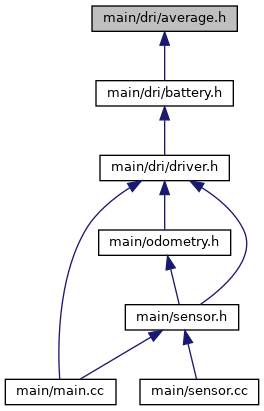 main/dri/average.h
main/dri/battery.h
main/dri/driver.h
main/odometry.h
main/sensor.h
main/main.cc
main/sensor.cc